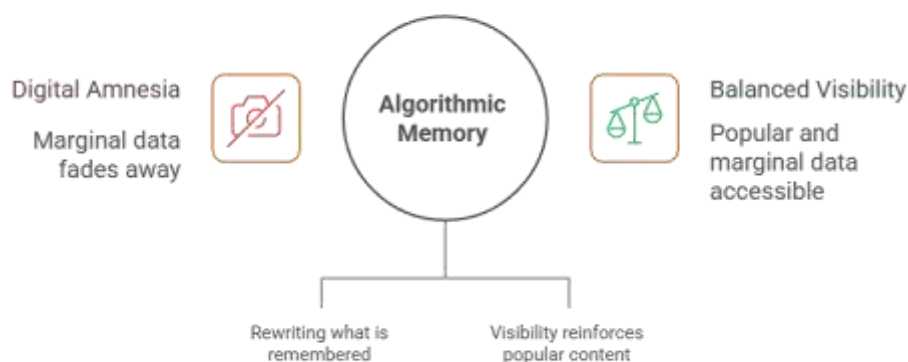 Digital Amnesia
Marginal data
fades away
Algorithmic
Memory
Balanced Visibility
Popular and
marginal data
accessible
Rewriting what is
remembered
Visibility reinforces
popular content